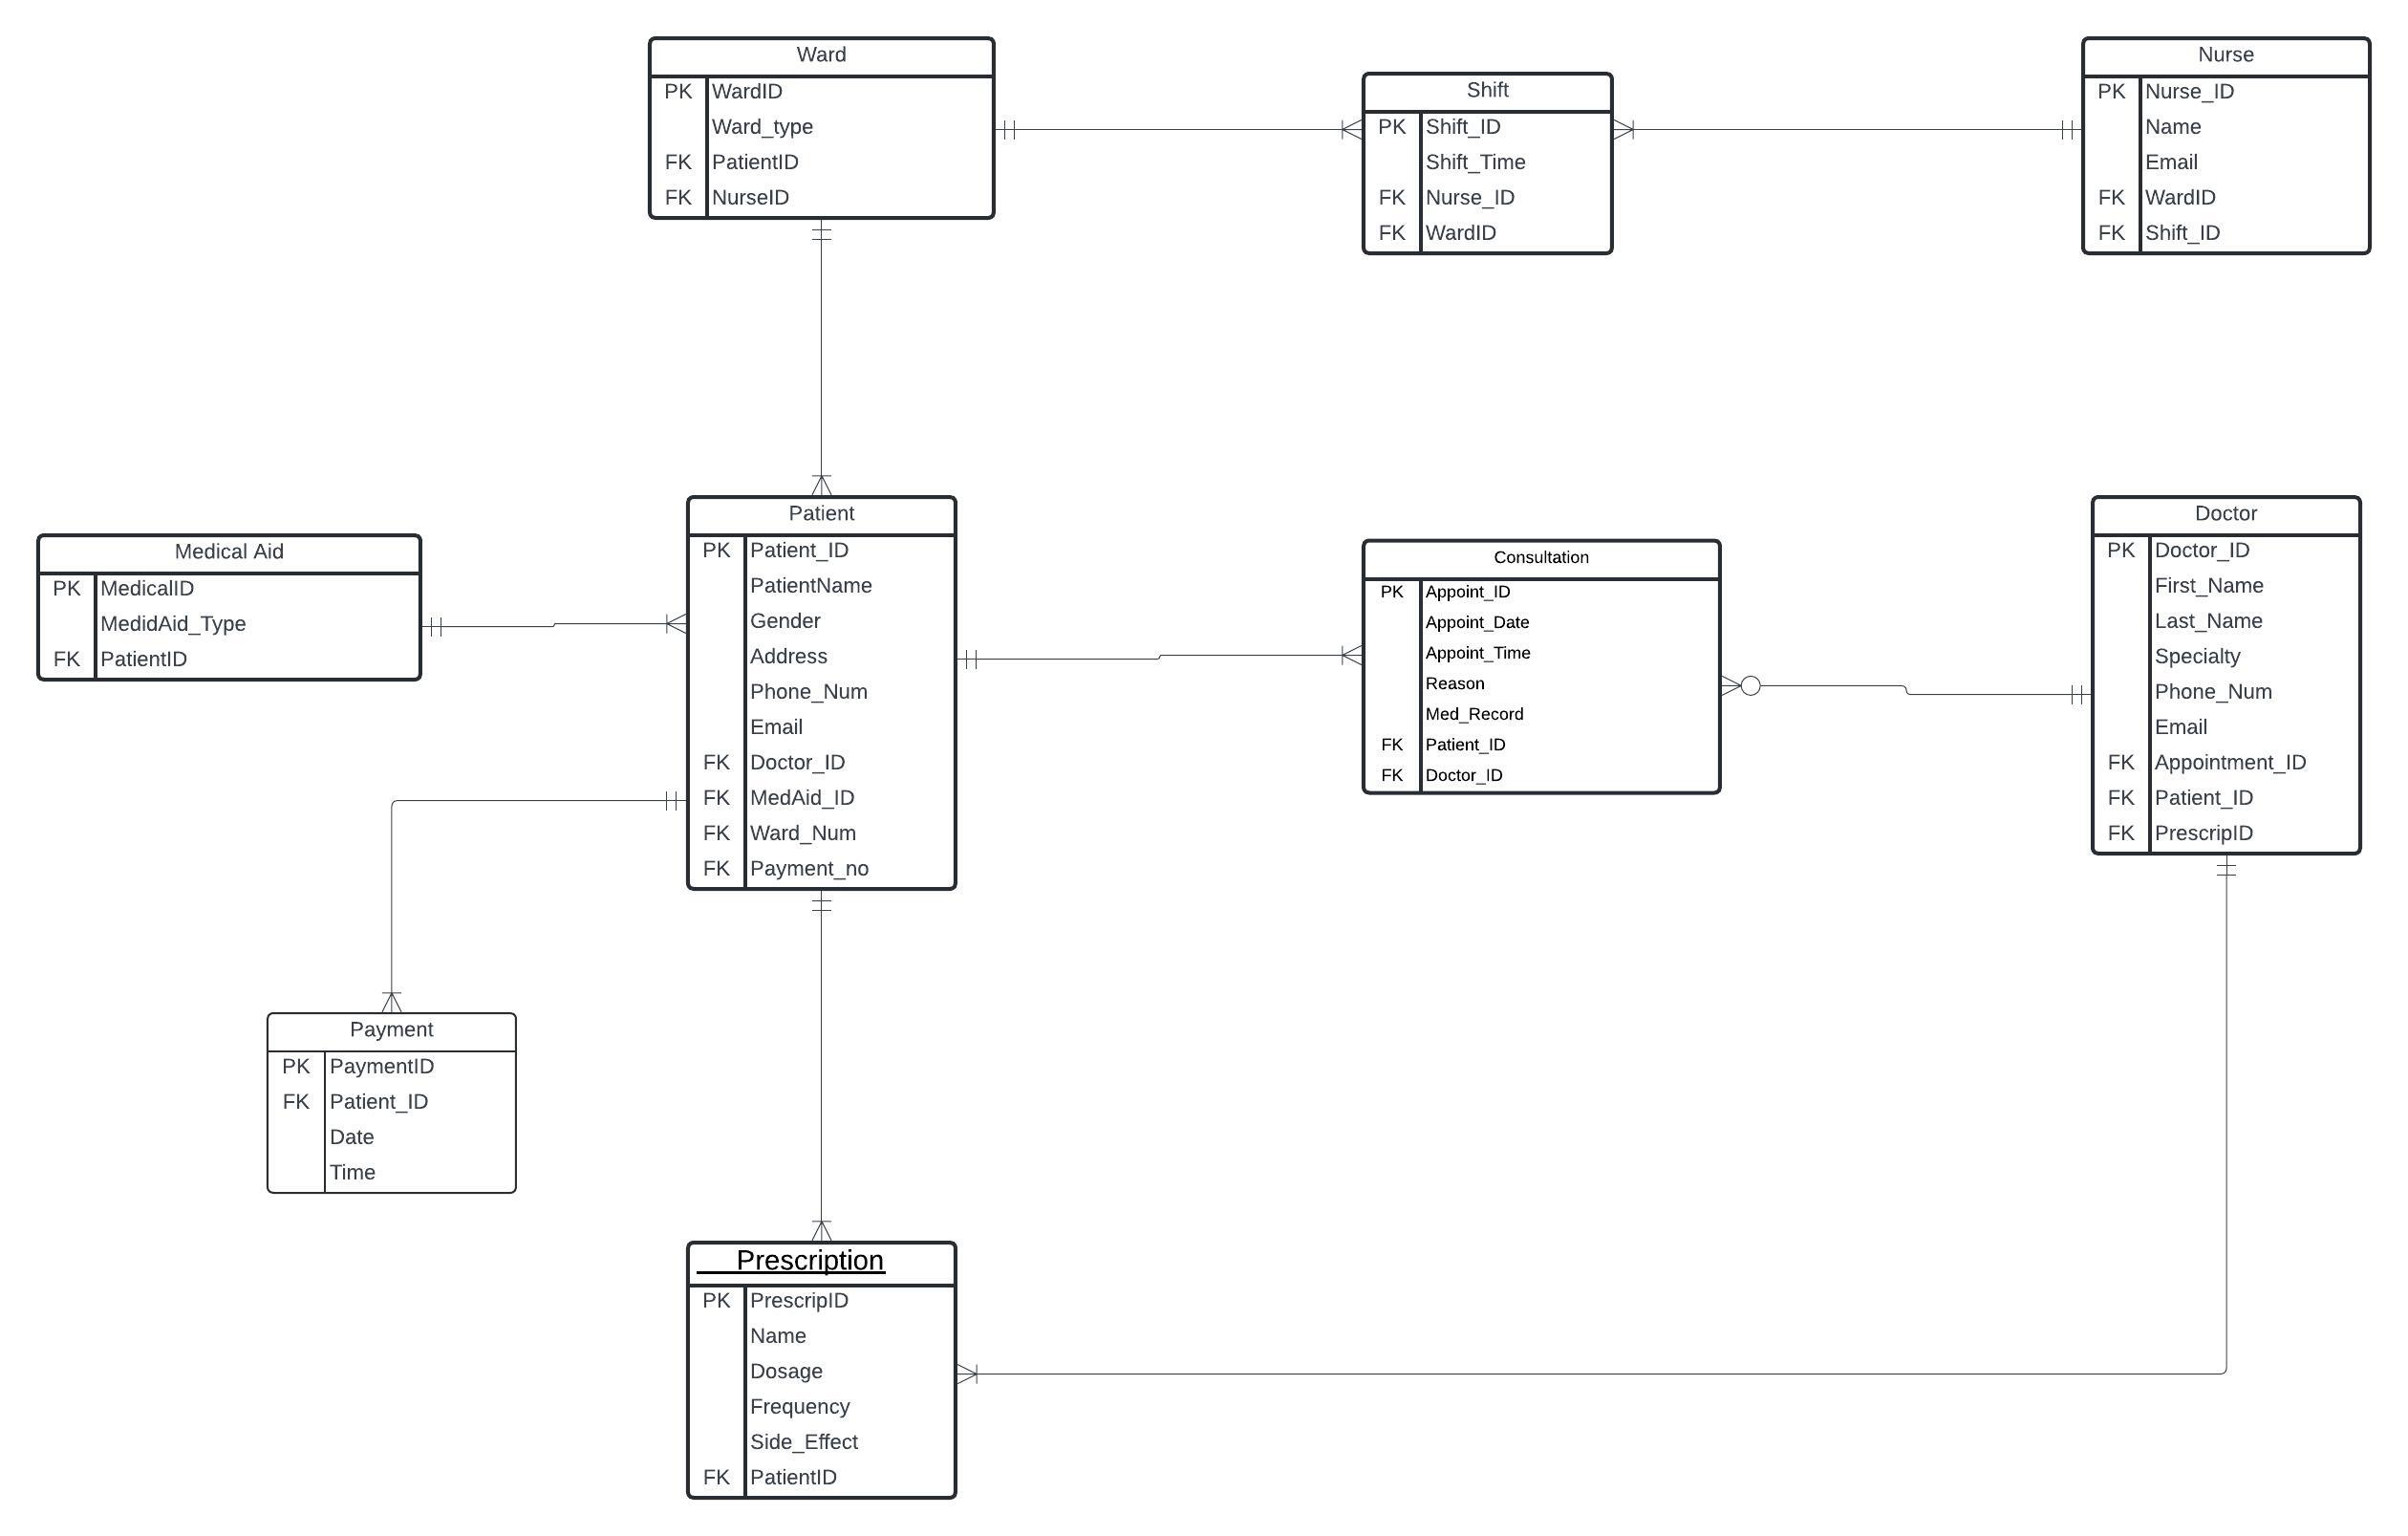 Ward
PK WardID
Ward_type
FK PatientID
FK NurseID
Shift
PK Shift_ID
Shift_Time
FK Nurse_ID
FK WardID
Nurse
PK Nurse_ID
Name
Email
FK WardID
FK Shift_ID
Medical Aid
PK MedicalID
MedidAid_Type
FK PatientID
Patient
PK Patient_ID
PatientName
Gender
Address
Phone_Num
Email
FK Doctor_ID
FK MedAid_ID
FK Ward_Num
FK Payment_no
Consultation
PK Appoint_ID
Appoint_Date
Appoint_Time
Reason
Med_Record
FK Patient_ID
FK Doctor_ID
Doctor
PK Doctor_ID
First_Name
Last_Name
Specialty
Phone_Num
Email
FK Appointment_ID
FK Patient_ID
FK PrescripID
Payment
PK PaymentID
FK Patient_ID
Date
Time
Prescription
PK PrescripID
Name
Dosage
Frequency
Side_Effect
FK PatientID